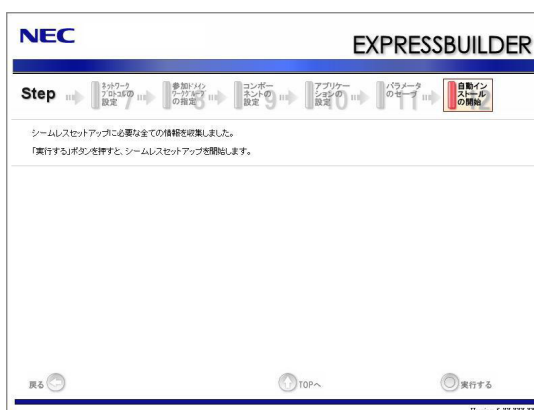 NEC
EXPRESSBUILDER
Step
ネットワーク
プロトコルの
設定
7
参加ドメイン
ワークグループ
の指定
8
コンポー
ネントの
設定
9
アプリケー
ションの
設定
10
パラメータ
のセーブ
11
自動イン
ストール
の開始
12
シームレスセットアップに必要な全ての情報を収集しました。
「実行する」ボタンを押すと、シームレスセットアップを開始します。
戻る
TOPへ
実行する